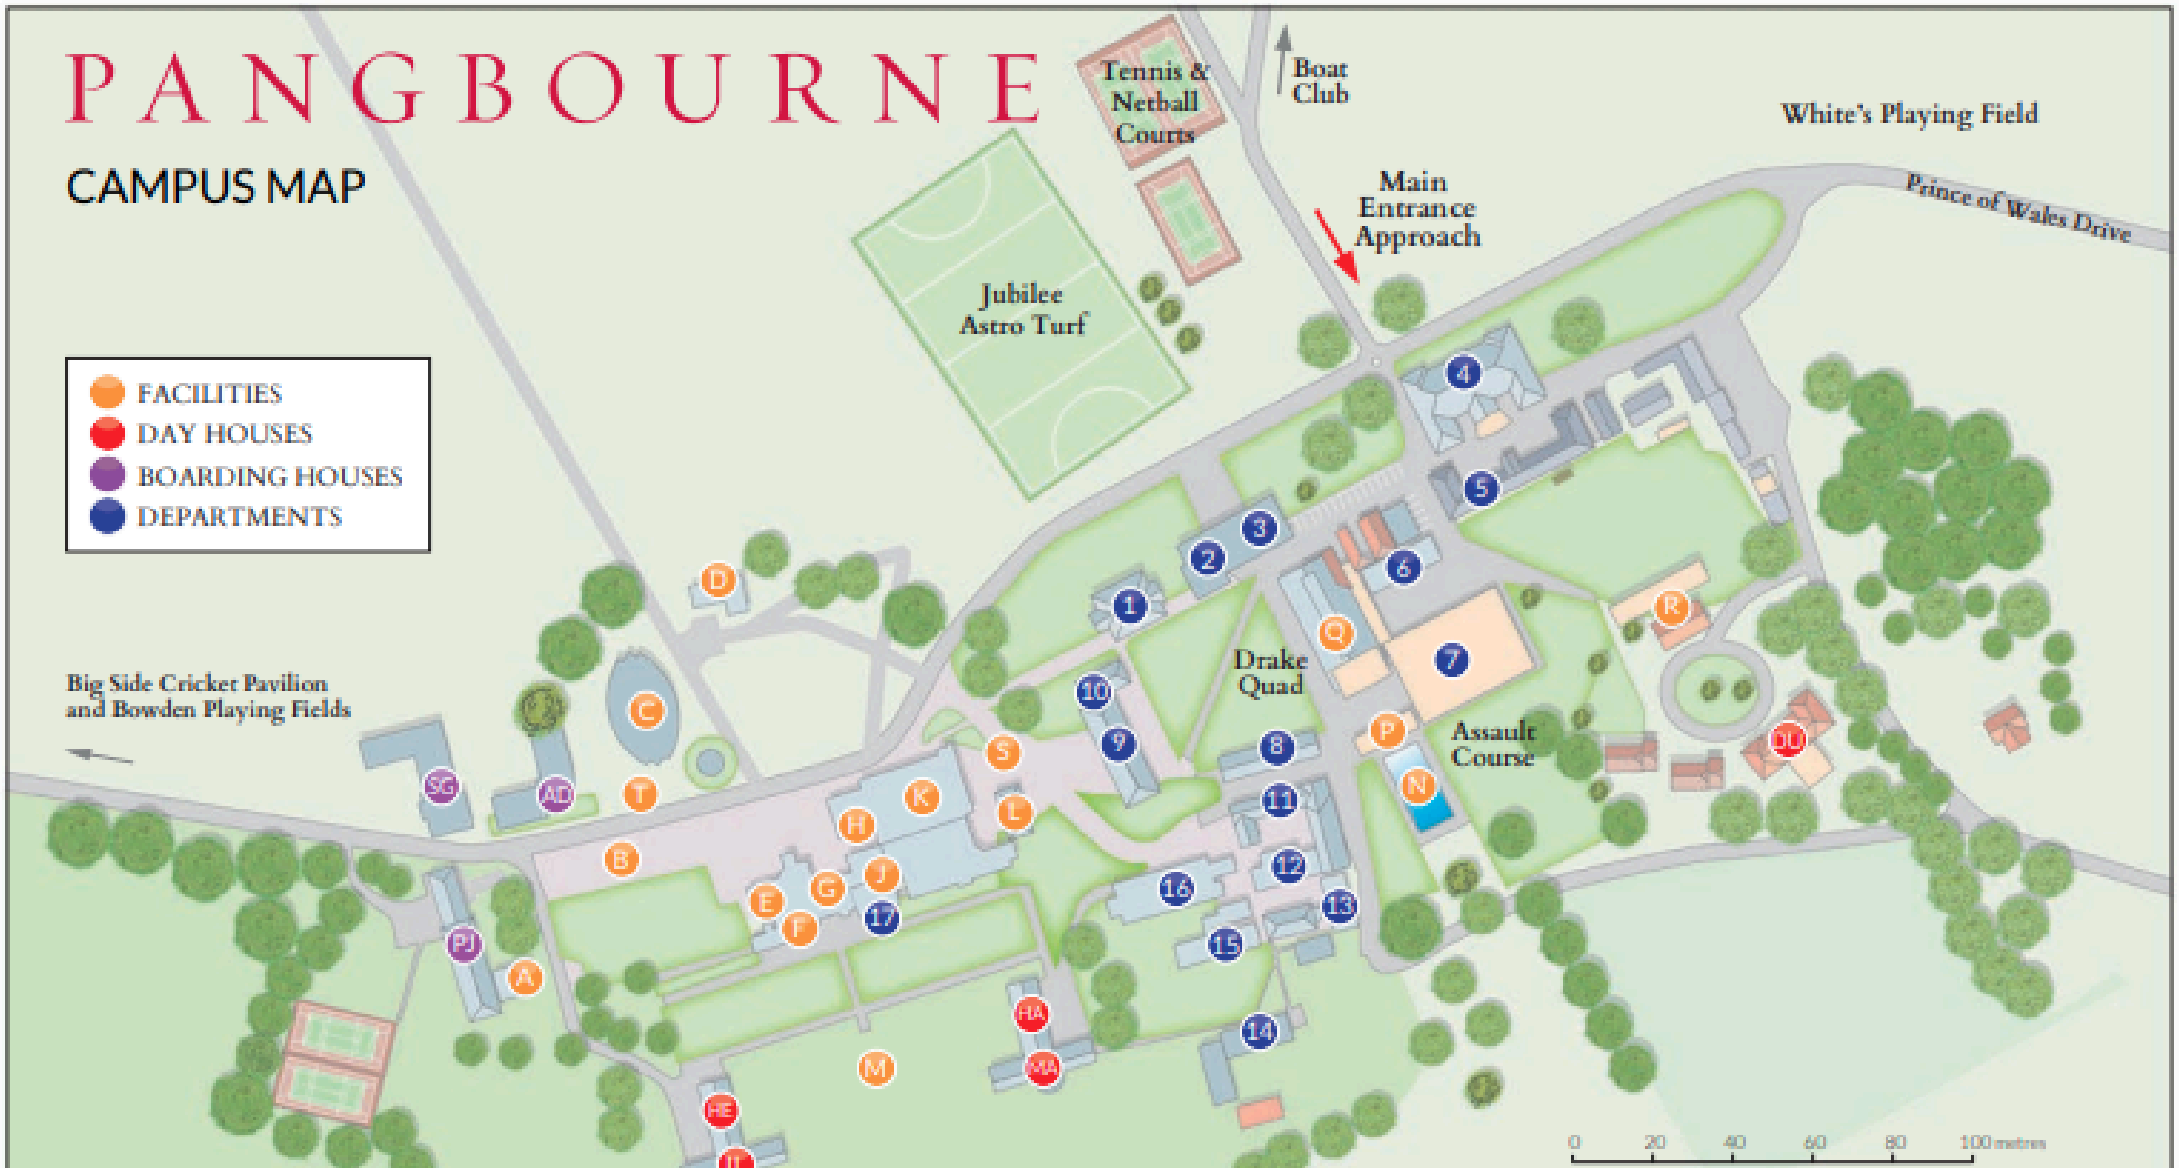 PANGBOURNE
CAMPUS MAP
Tennis &
Netball
Courts
Boat
Club
White's Playing Field
Main
Entrance
Approach
Prince of Wales Drive
Jubilee
Astro Turf
FACILITIES
DAY HOUSES
BOARDING HOUSES
DEPARTMENTS
4
5
3
2
6
D
1
R
Q
7
Drake
Quad
Big Side Cricket Pavilion
and Bowden Playing Fields
10
C
9
S
8
P
Assault
Course
DD
SG
AD
T
K
L
11
N
H
B
12
J
G
16
E
F
17
13
15
PJ
A
HA
14
M
MA
HE
0 20 40 60 80 100 metres